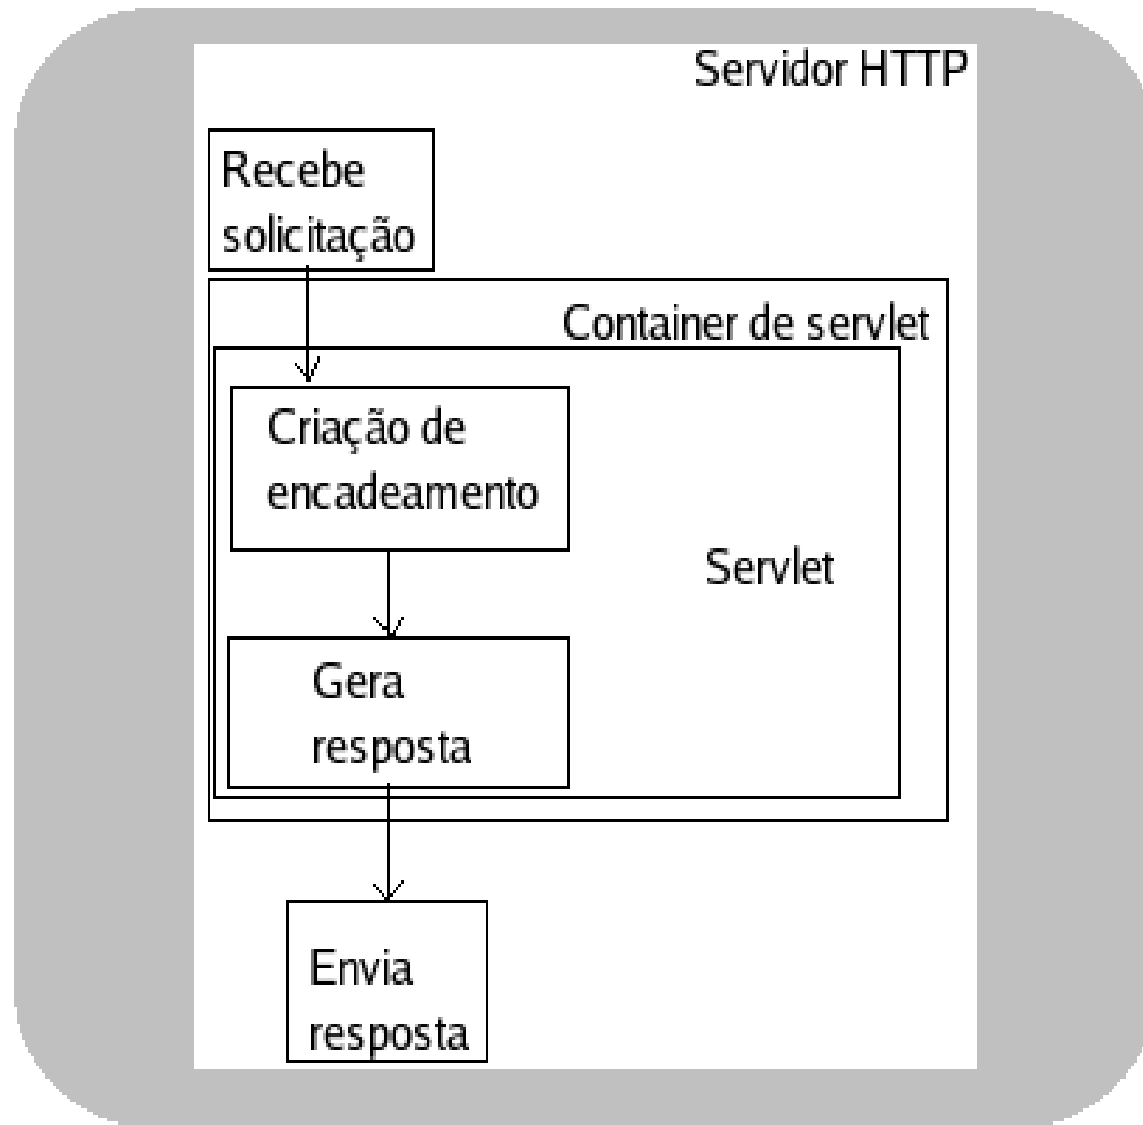 Servidor HTTP
Recebe
solicitação
Container de servlet
Criação de
encadeamento
Servlet
Gera
resposta
Envia
resposta